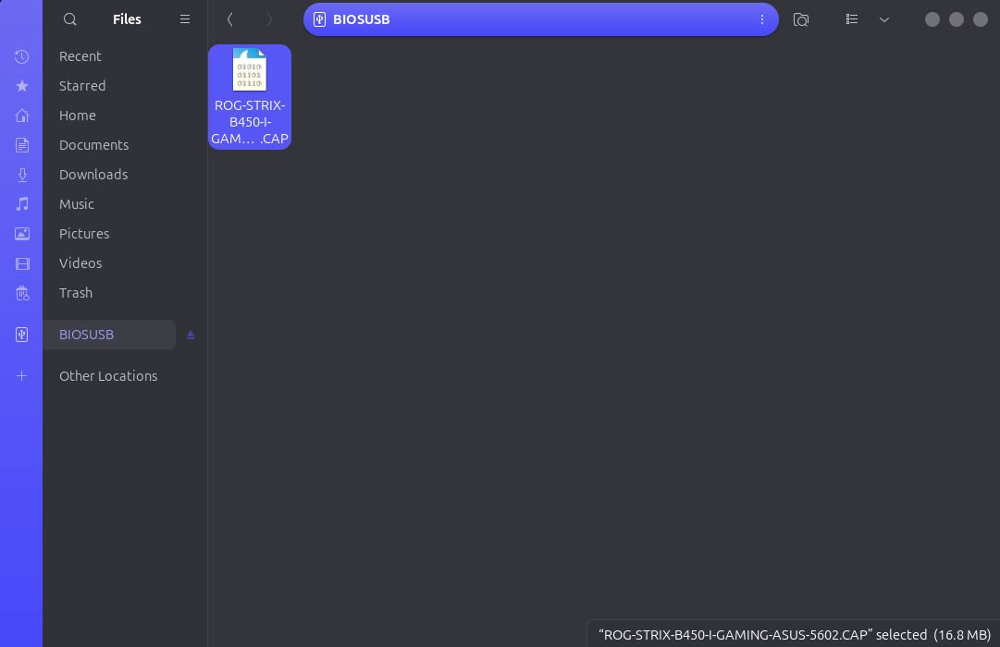 Files
BIOSUSB
Recent
Starred
Home
Documents
Downloads
Music
Pictures
Videos
Trash
BIOSUSB
Other Locations
01010
01101
01110
ROG-STRIX-
B450-I-
GAM… .CAP
“ROG-STRIX-B450-I-GAMING-ASUS-5602.CAP” selected (16.8 MB)